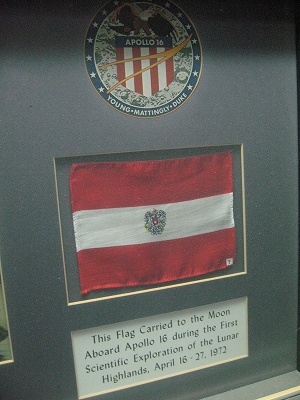 APOLLO 16
YOUNG • MATTINGLY • DUKE
This Flag Carried to the Moon
Aboard Apollo 16 during the First
Scientific Exploration of the Lunar
Highlands, April 16 - 27, 1972